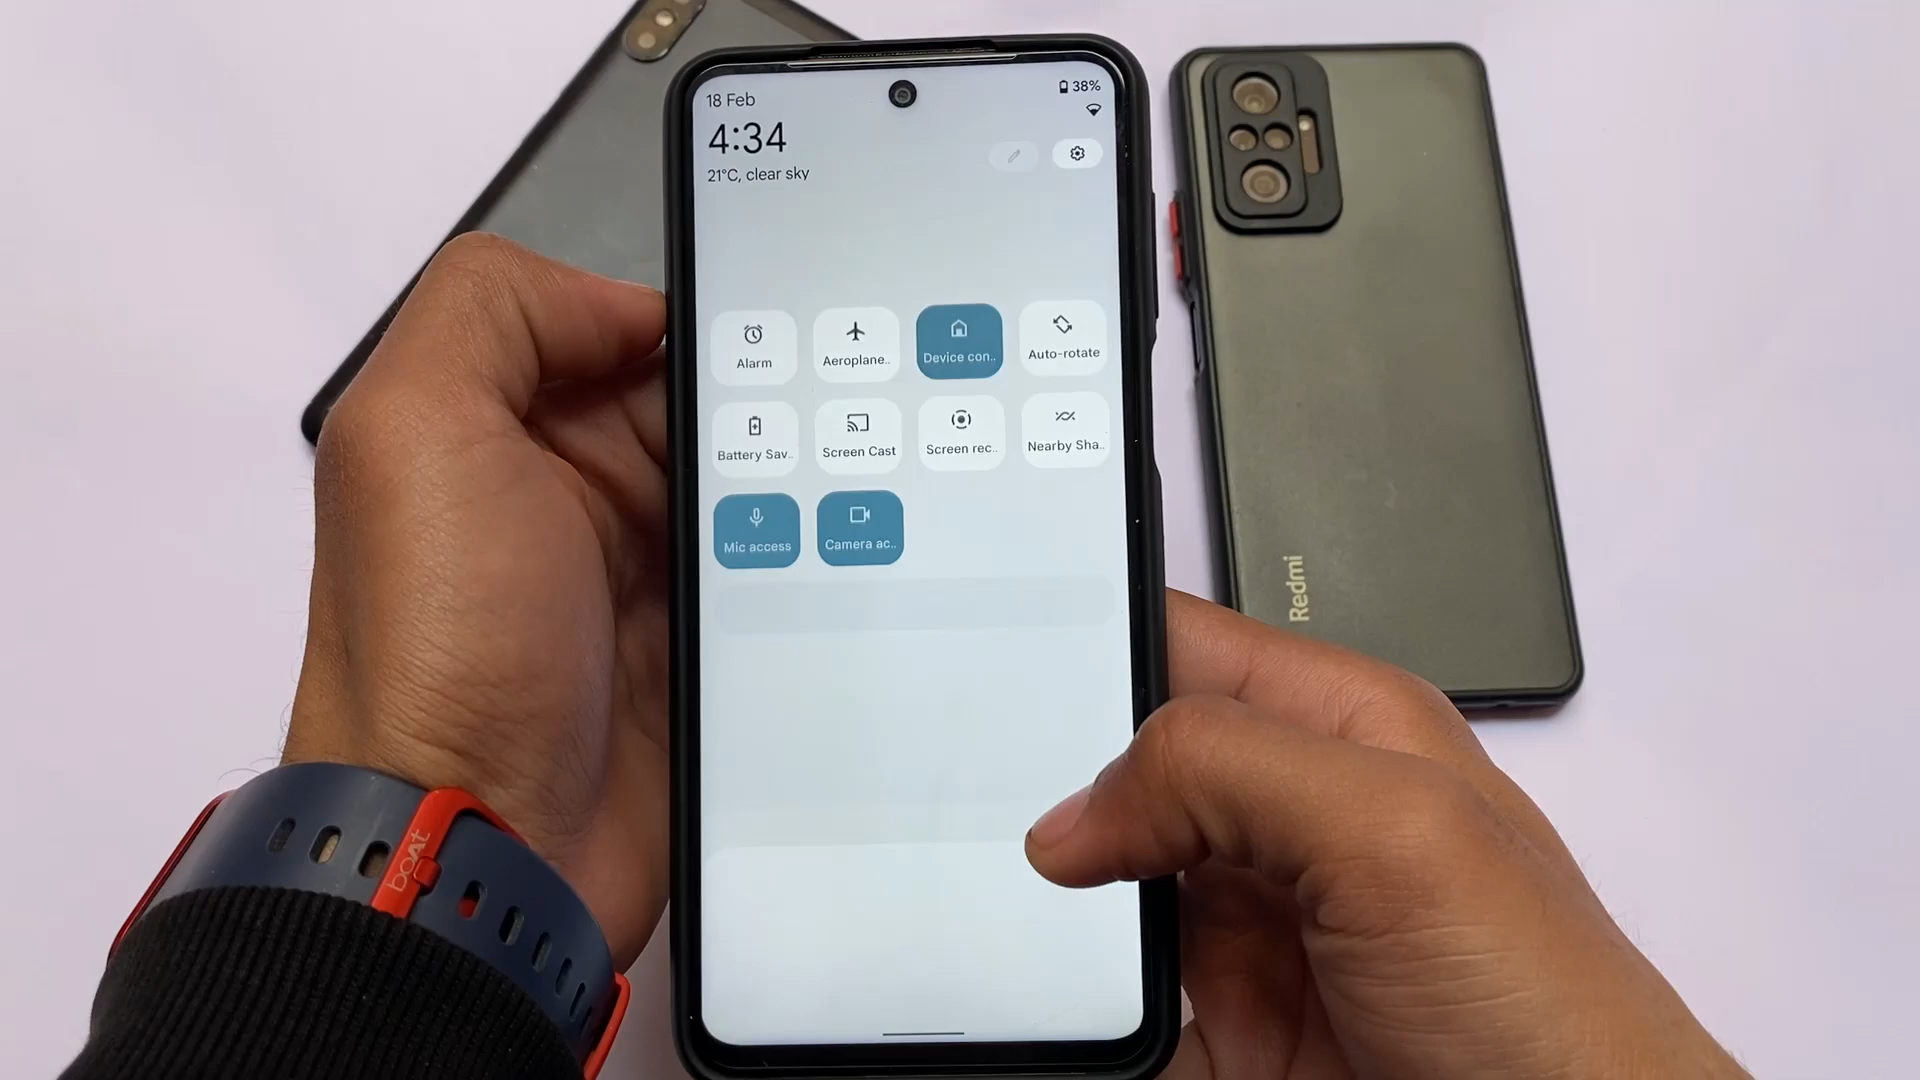 18 Feb
38%
4:34
21°C, clear sky
Alarm
Aeroplane..
Device con..
Auto-rotate
Battery Sav..
Screen Cast
Screen rec..
Nearby Sha..
Mic access
Camera ac..
Redmi
boAt